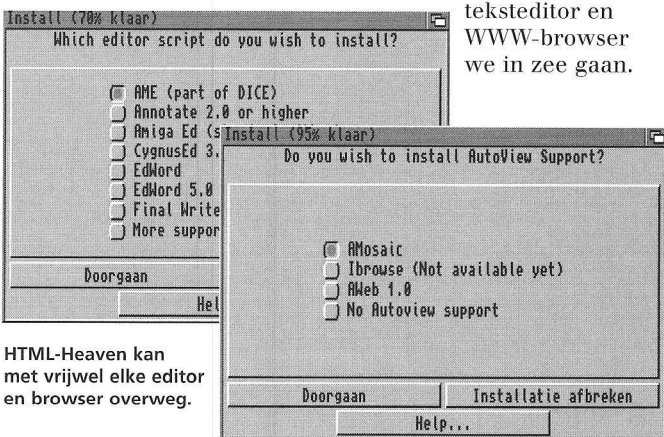 teksteditor en
WWW-browser
we in zee gaan.
Install (70% klaar)
Which editor script do you wish to install?
AME (part of DICE)
Annotate 2.0 or higher
Amiga Ed (s
CygnusEd 3.
EdWord
EdWord 5.0
Final Write
More suppor
Doorgaan
Hel
Install (95% klaar)
Do you wish to install AutoView Support?
AMosaic
Ibrowse (Not available yet)
AWeb 1.0
No Autoview support
Doorgaan
Installatie afbreken
Help...
HTML-Heaven kan
met vrijwel elke editor
en browser overweg.